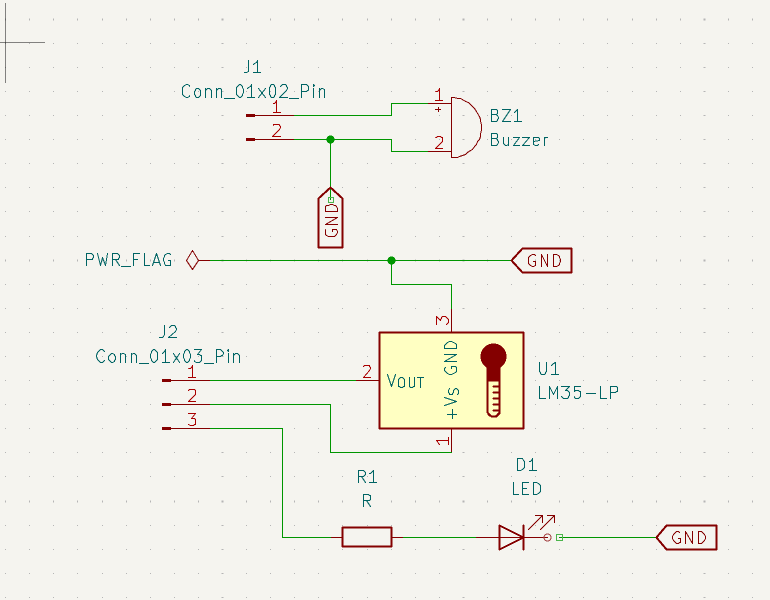 J1
Conn_01x02_Pin
1
2
1
+
2
BZ1
Buzzer
GND
PWR_FLAG
GND
J2
Conn_01x03_Pin
1
2
3
3
2
VOUT
GND
+Vs
1
U1
LM35-LP
R1
R
D1
LED
GND